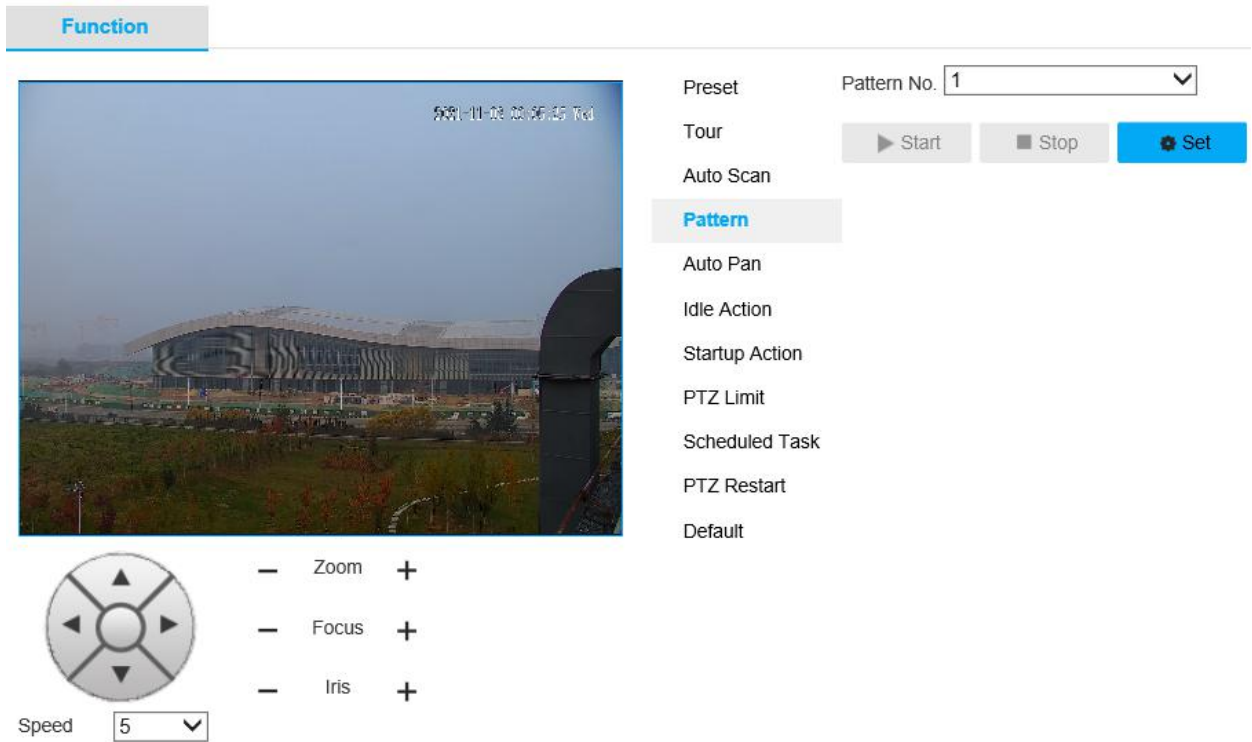 Function
Preset
Pattern No. 1
Tour
Start
Stop
Set
Auto Scan
Pattern
Auto Pan
Idle Action
Startup Action
PTZ Limit
Scheduled Task
PTZ Restart
Default
Zoom
Focus
Iris
Speed 5